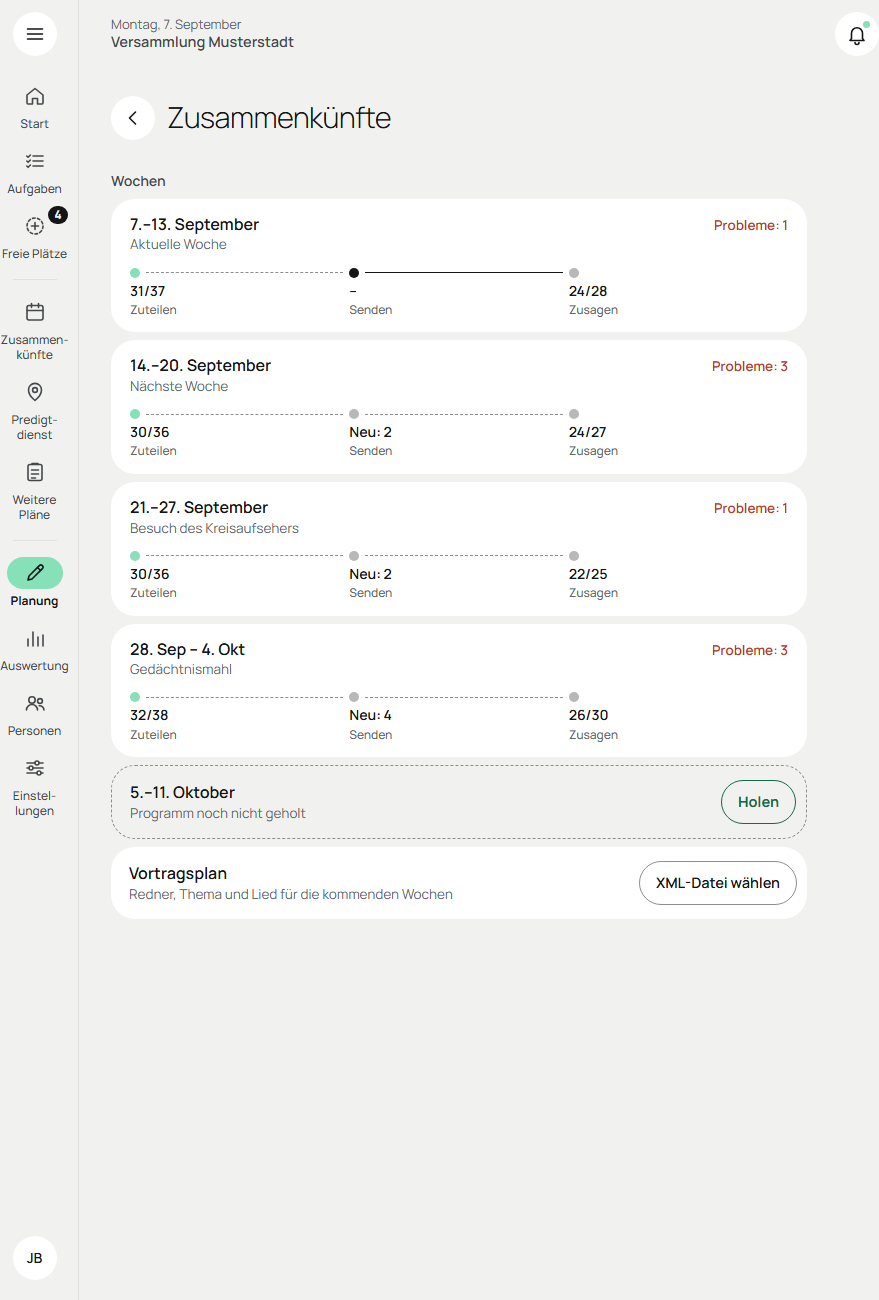 Montag, 7. September
Versammlung Musterstadt
Start
Aufgaben
4
Freie Plätze
Zusammen-
künfte
Predigt-
dienst
Weitere
Pläne
Planung
Auswertung
Personen
Einstel-
lungen
JB
Zusammenkünfte
Wochen
7.–13. September
Probleme: 1
Aktuelle Woche
31/37
–
24/28
Zuteilen
Senden
Zusagen
14.–20. September
Probleme: 3
Nächste Woche
30/36
Neu: 2
24/27
Zuteilen
Senden
Zusagen
21.–27. September
Probleme: 1
Besuch des Kreisaufsehers
30/36
Neu: 2
22/25
Zuteilen
Senden
Zusagen
28. Sep – 4. Okt
Probleme: 3
Gedächtnismahl
32/38
Neu: 4
26/30
Zuteilen
Senden
Zusagen
5.–11. Oktober
Programm noch nicht geholt
Holen
Vortragsplan
Redner, Thema und Lied für die kommenden Wochen
XML-Datei wählen